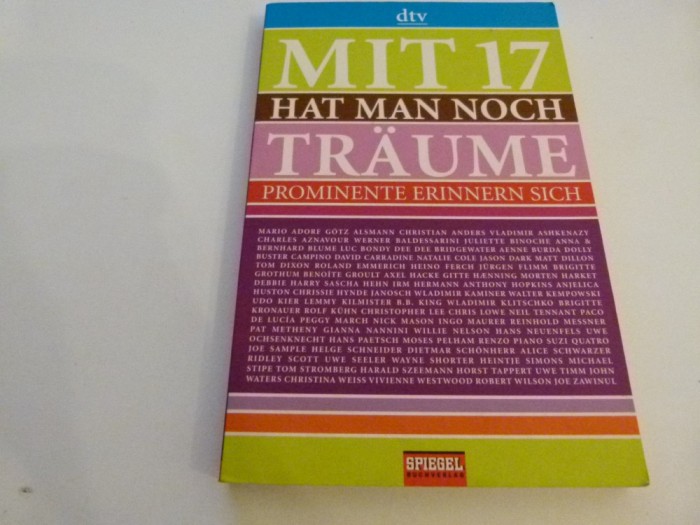 dtv
MIT 17
HAT MAN NOCH
TRÄUME
PROMINENTE ERINNERN SICH
MARIO ADORF GÖTZ ALSMANN CHRISTIAN ANDERS VLADIMIR ASHKENAZY
CHARLES AZNAVOUR WERNER BALDESSARINI JULIETTE BINOCHE ANNA &
BERNHARD BLUME LUC BONDY DEE DEE BRIDGEWATER AENNE BURDA DOLLY
BUSTER CAMPINO DAVID CARRADINE NATALIE COLE JASON DARK MATT DILLON
TOM DIXON ROLAND EMMERICH HEINO FERCH JÜRGEN FLIMM BRIGITTE
GROTHUM BENOÎTE GROULT AXEL HACKE GITTE HÆNNING MORTEN HARKET
DEBBIE HARRY SASCHA HEHN IRM HERMANN ANTHONY HOPKINS ANJELICA
HUSTON CHRISSIE HYNDE JANOSCH WLADIMIR KAMINER WALTER KEMPOWSKI
UDO KIER LEMMY KILMISTER B.B. KING WLADIMIR KLITSCHKO BRIGITTE
KRONAUER ROLF KÜHN CHRISTOPHER LEE CHRIS LOWE NEIL TENNANT PACO
DE LUCÍA PEGGY MARCH NICK MASON INGO MAURER REINHOLD MESSNER
PAT METHENY GIANNA NANNINI WILLIE NELSON HANS NEUENFELS UWE
OCHSENKNECHT HANS PAETSCH MOSES PELHAM RENZO PIANO SUZI QUATRO
JOE SAMPLE HELGE SCHNEIDER DIETMAR SCHÖNHERR ALICE SCHWARZER
RIDLEY SCOTT UWE SEELER WAYNE SHORTER HEINTJE SIMONS MICHAEL
STIPE TOM STROMBERG HARALD SZEEMANN HORST TAPPERT UWE TIMM JOHN
WATERS CHRISTINA WEISS VIVIENNE WESTWOOD ROBERT WILSON JOE ZAWINUL
SPIEGEL
BUCHVERLAG